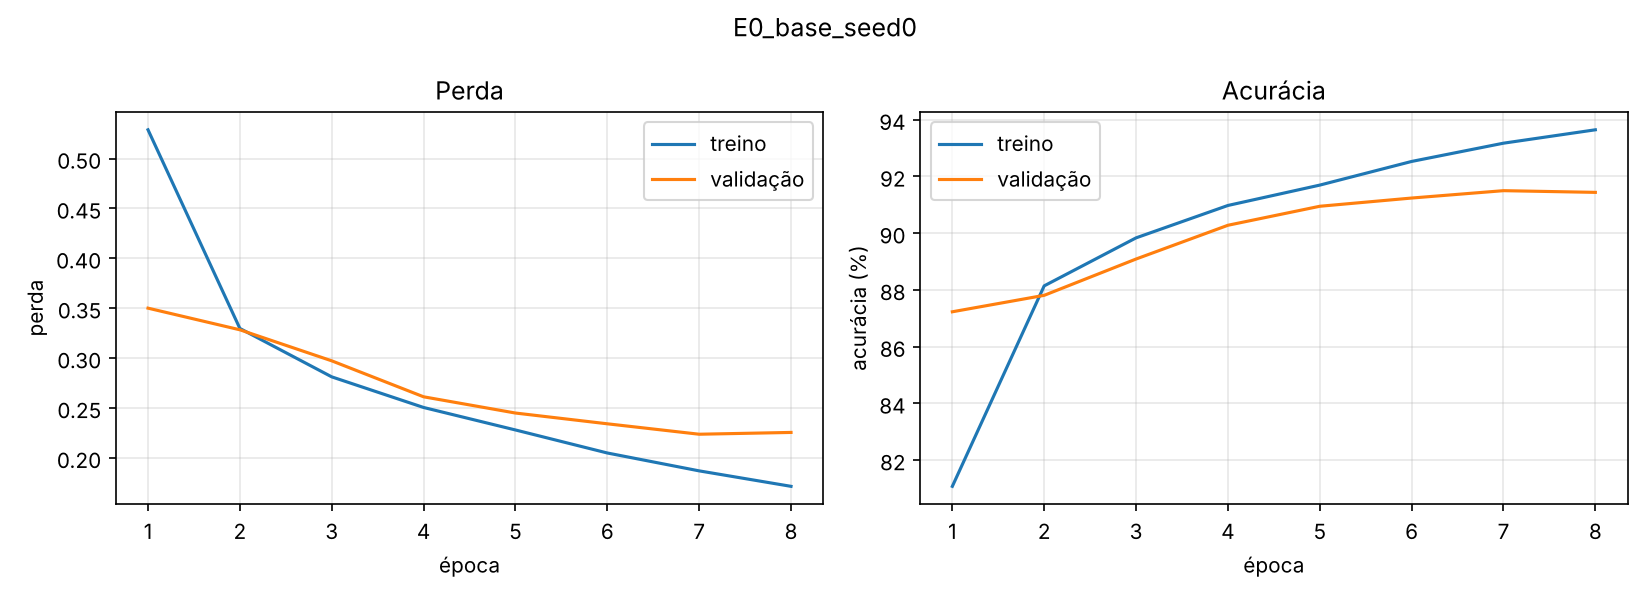 E0_base_seed0
Perda
treino
validação
0.50
0.45
0.40
0.35
0.30
0.25
0.20
perda
1 2 3 4 5 6 7 8
época
Acurácia
treino
validação
94
92
90
88
86
84
82
acurácia (%)
1 2 3 4 5 6 7 8
época